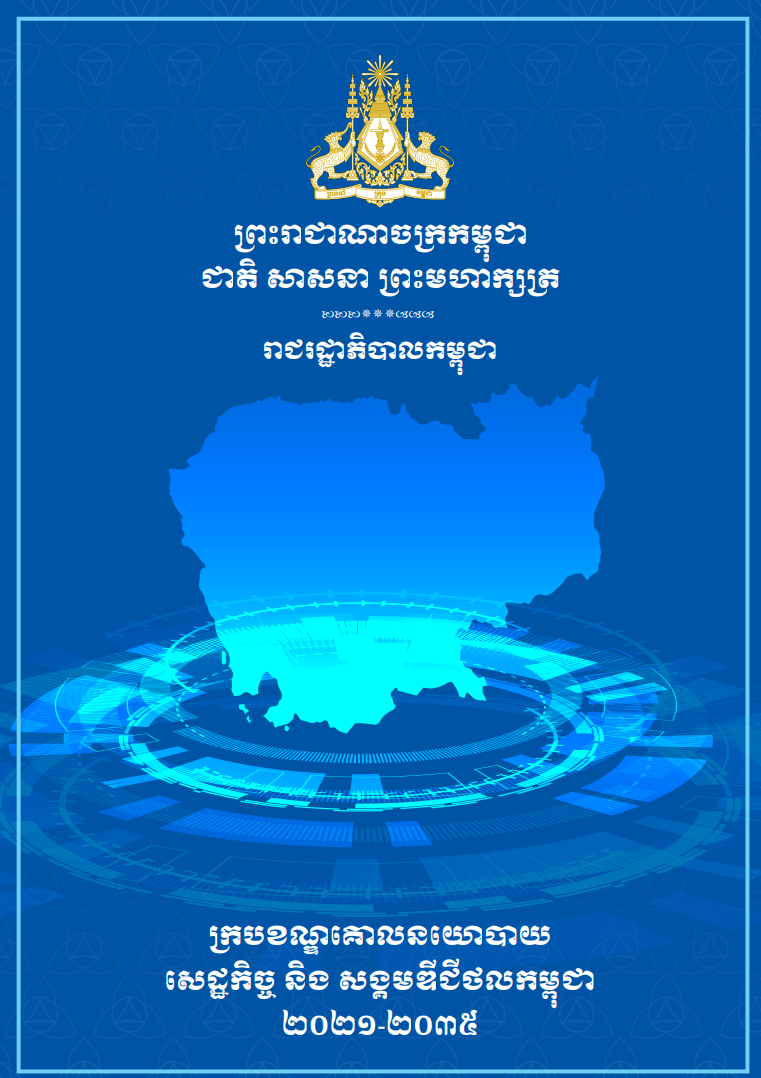 ព្រះរាជាណាចក្រកម្ពុជា
ជាតិ សាសនា ព្រះមហាក្សត្រ
រាជរដ្ឋាភិបាលកម្ពុជា
ក្របខណ្ឌគោលនយោបាយ
សេដ្ឋកិច្ច និង សង្គមឌីជីថលកម្ពុជា
២០២១-២០៣៥